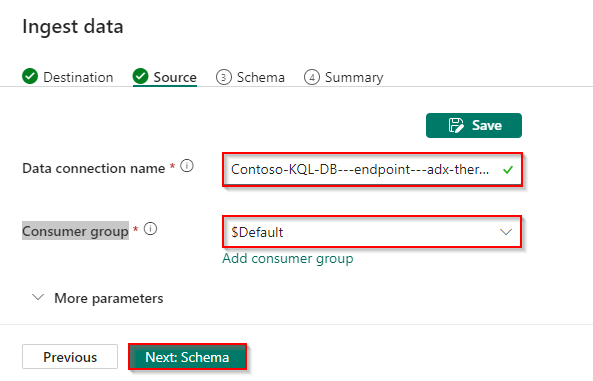 Ingest data
Destination Source 3 Schema 4 Summary
Save
Data connection name * Contoso-KQL-DB---endpoint---adx-ther...
Consumer group * $Default
Add consumer group
More parameters
Previous Next: Schema